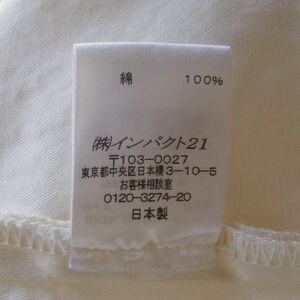 綿 100%
㈱インパクト21
〒103-0027
東京都中央区日本橋3-10-5
お客様相談室
0120-3274-20
日本製